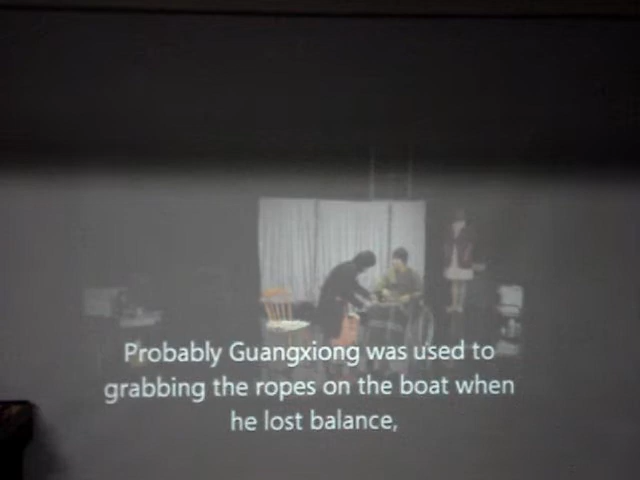 Probably Guangxiong was used to
grabbing the ropes on the boat when
he lost balance,